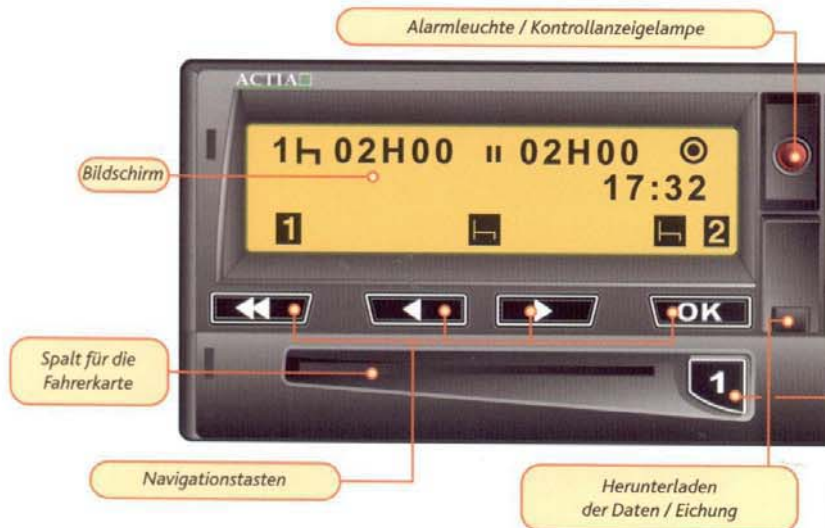 Alarmleuchte / Kontrollanzeigelampe
ACTIA
1 02H00 02H00
Bildschirm
17:32
1 2
OK
Spalt für die
Fahrerkarte
1
Navigationstasten
Herunterladen
der Daten / Eichung